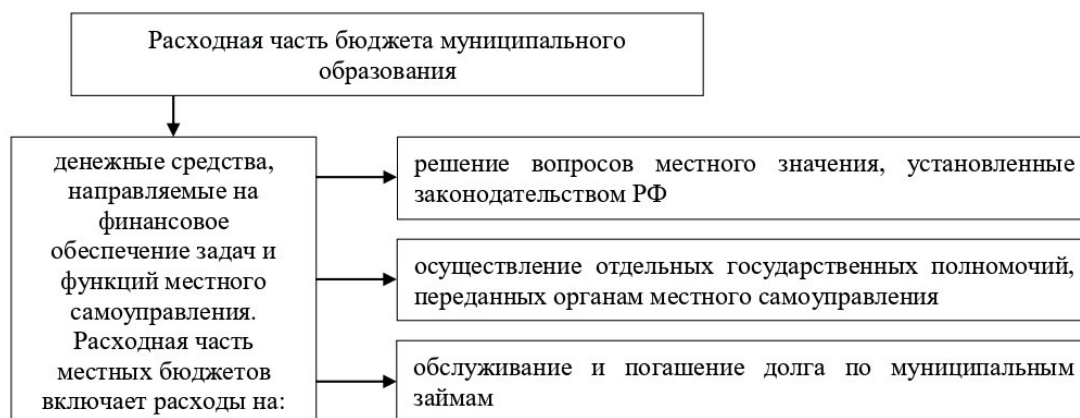 Расходная часть бюджета муниципального
образования
денежные средства,
направляемые на
финансовое
обеспечение задач и
функций местного
самоуправления.
Расходная часть
местных бюджетов
включает расходы на:
решение вопросов местного значения, установленные
законодательством РФ
осуществление отдельных государственных полномочий,
переданных органам местного самоуправления
обслуживание и погашение долга по муниципальным
займам